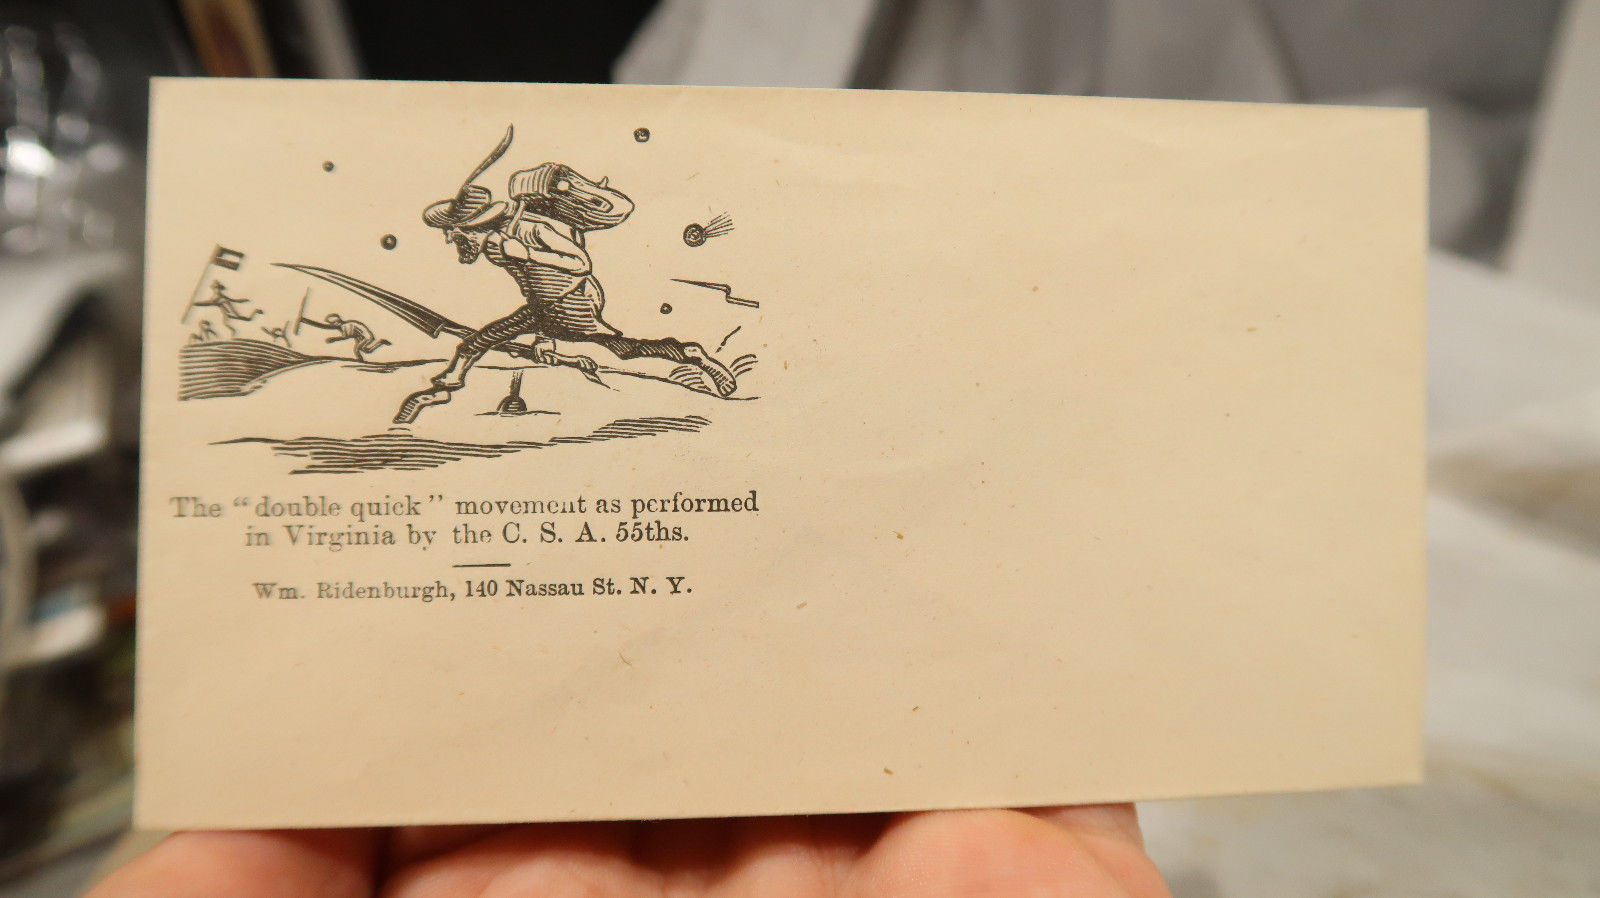 The “double quick” movement as performed
in Virginia by the C. S. A. 55ths.
Wm. Ridenburgh, 140 Nassau St. N. Y.